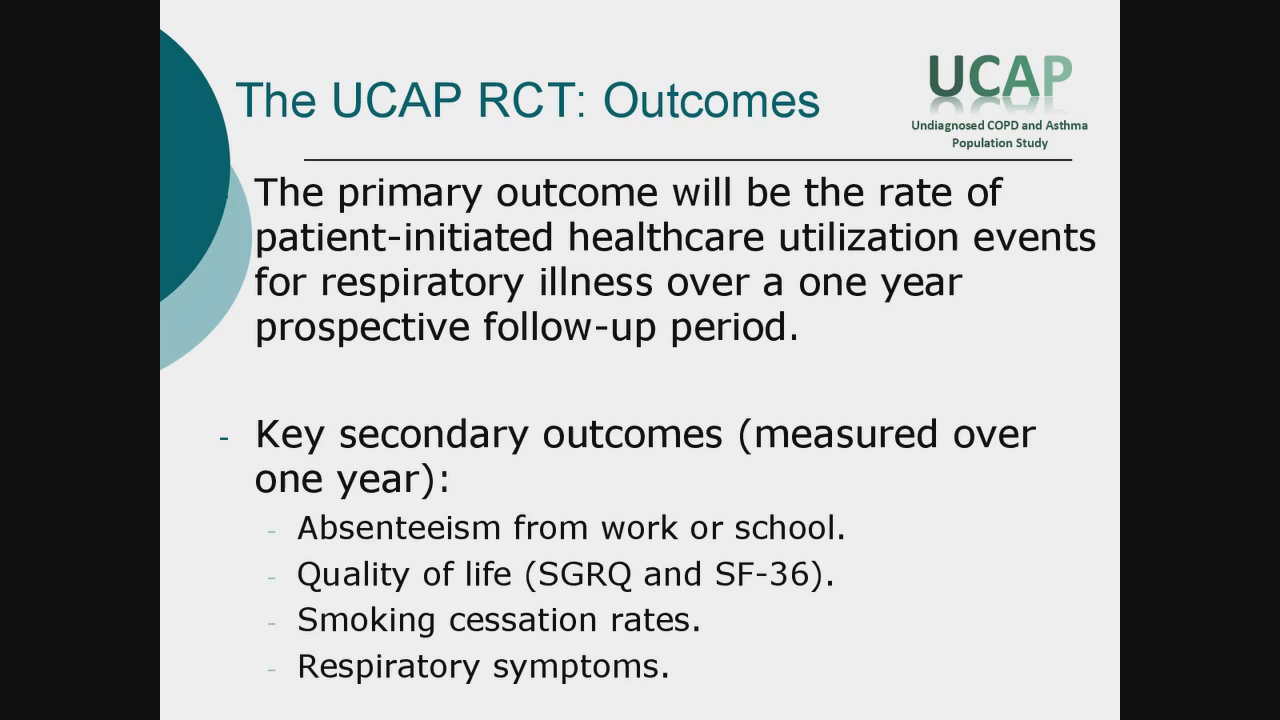 The UCAP RCT: Outcomes
UCAP
Undiagnosed COPD and Asthma
Population Study
The primary outcome will be the rate of
patient-initiated healthcare utilization events
for respiratory illness over a one year
prospective follow-up period.
- Key secondary outcomes (measured over
one year):
- Absenteeism from work or school.
- Quality of life (SGRQ and SF-36).
- Smoking cessation rates.
- Respiratory symptoms.